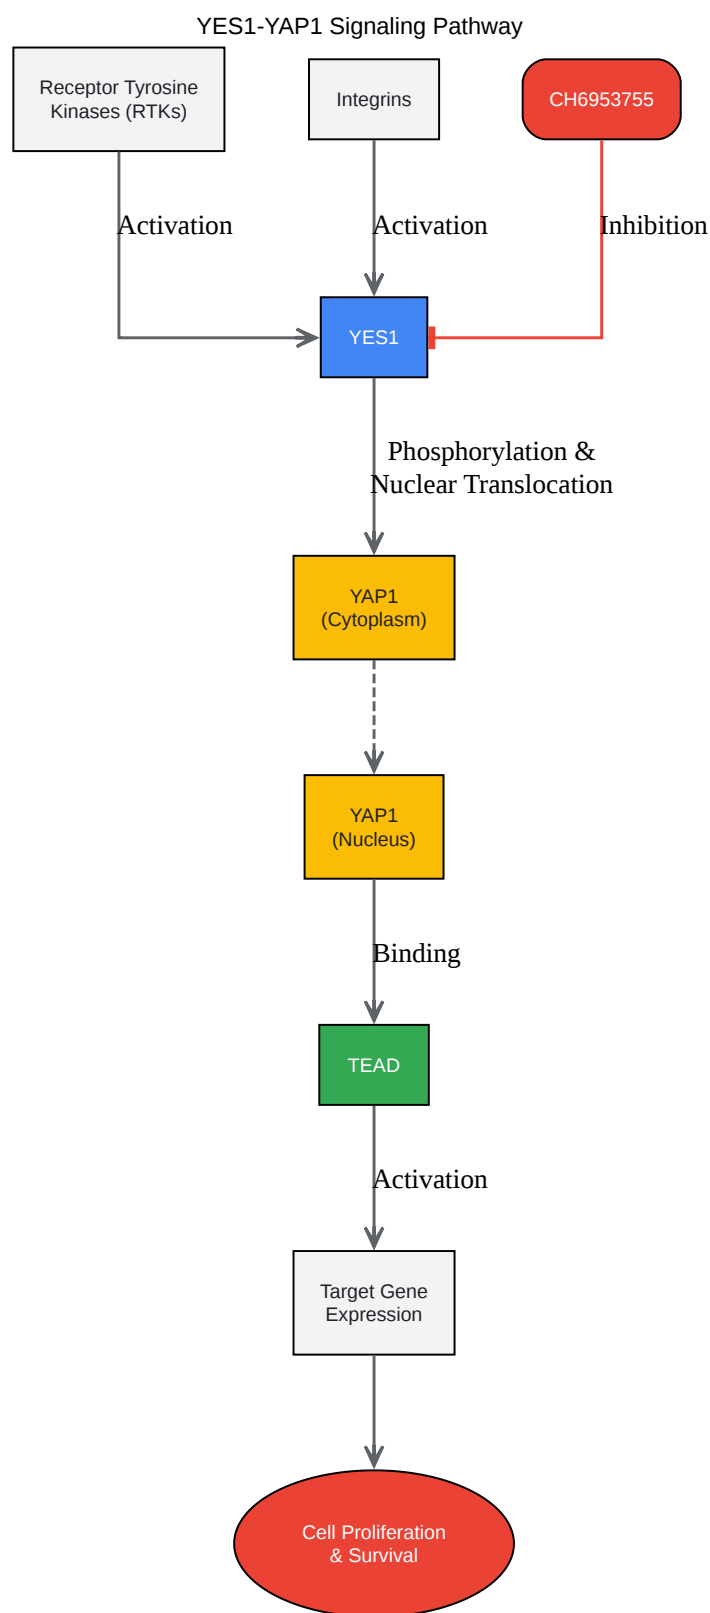 YES1-YAP1 Signaling Pathway
Receptor Tyrosine
Kinases (RTKs)
Integrins
CH6953755
Activation
Activation
Inhibition
YES1
Phosphorylation &
Nuclear Translocation
YAP1
(Cytoplasm)
YAP1
(Nucleus)
Binding
TEAD
Activation
Target Gene
Expression
Cell Proliferation
& Survival